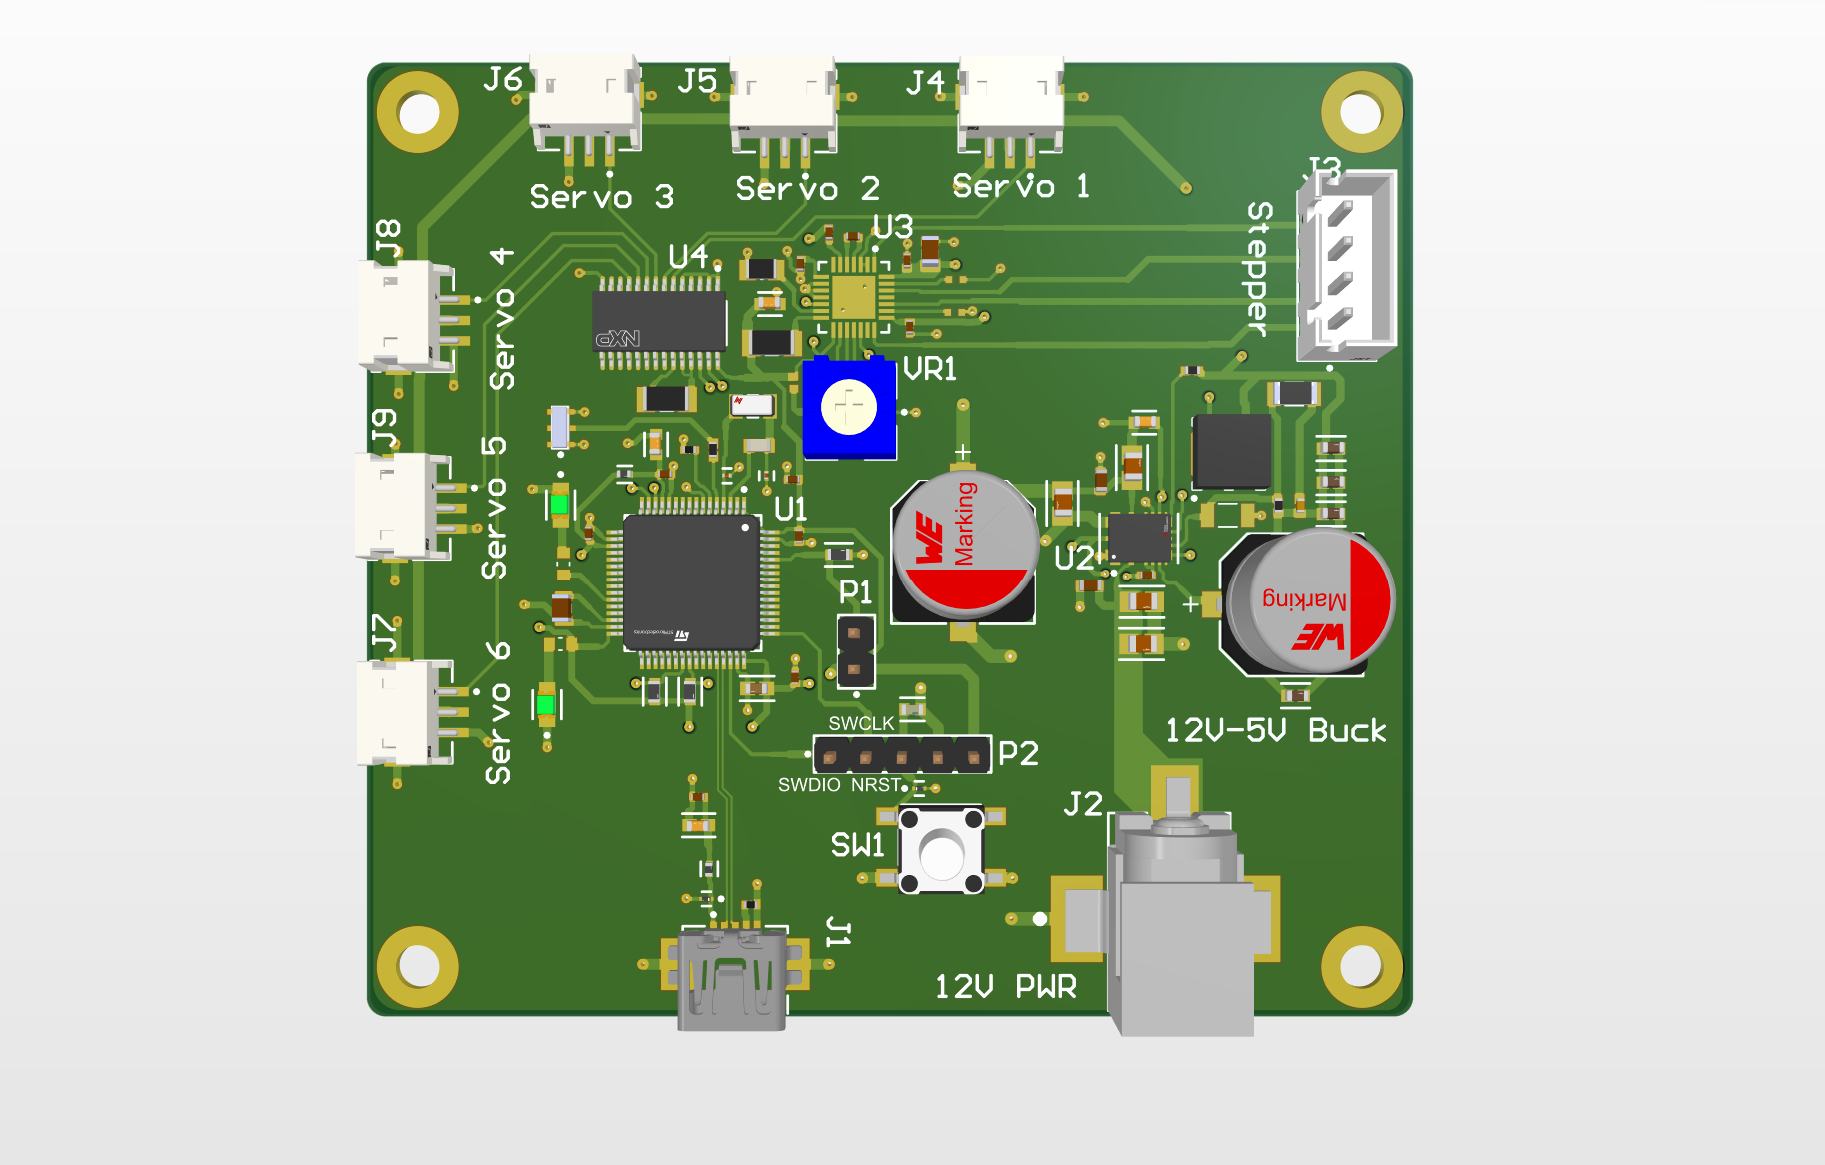 J6
J5
J4
J3
Servo 3
Servo 2
Servo 1
Stepper
U3
U4
J8
Servo 4
NXP
VR1
J9
Servo 5
U1
WE
Marking
U2
P1
STMicroelectronics
ST
J7
Servo 6
Marking
WE
12V-5V Buck
SWCLK
P2
SWDIO NRST
J2
SW1
J1
12V PWR